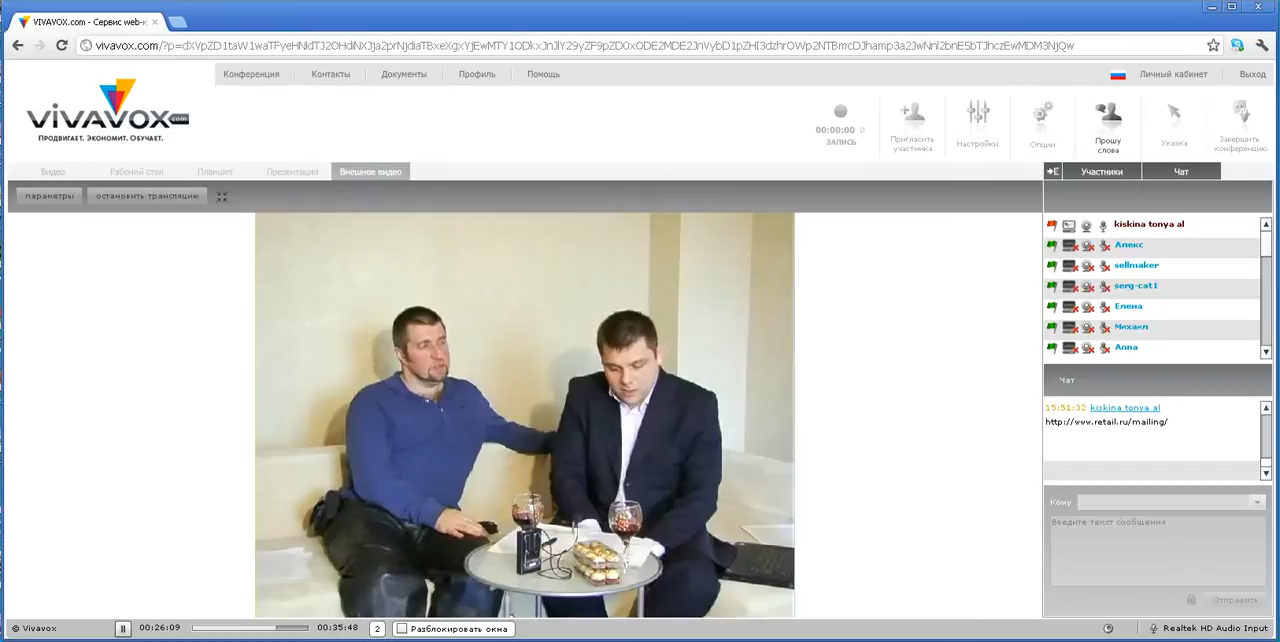 VIVAVOX.com - Сервис web-к
vivavox.com
Конференция Контакты Документы Профиль Помощь Личный кабинет Выход
vivavox.com
ПРОДВИГАЕТ. ЭКОНОМИТ. ОБУЧАЕТ.
00:00:00 0
ЗАПИСЬ
Пригласить участника
Настройки
Опции
Прошу слова
Указка
Завершить конференцию
Видео Рабочий стол Планшет Презентация Внешнее видео
Участники Чат
параметры остановить трансляцию
kiskina tonya al
Алекс
sellmaker
serg-cat1
Елена
Михаил
Anna
Чат
15:51:32 kiskina tonya al
http://www.retail.ru/mailing/
Кому
Введите текст сообщения
Отправить
© Vivavox 00:26:09 00:35:48 2 Разблокировать окна Realtek HD Audio Input